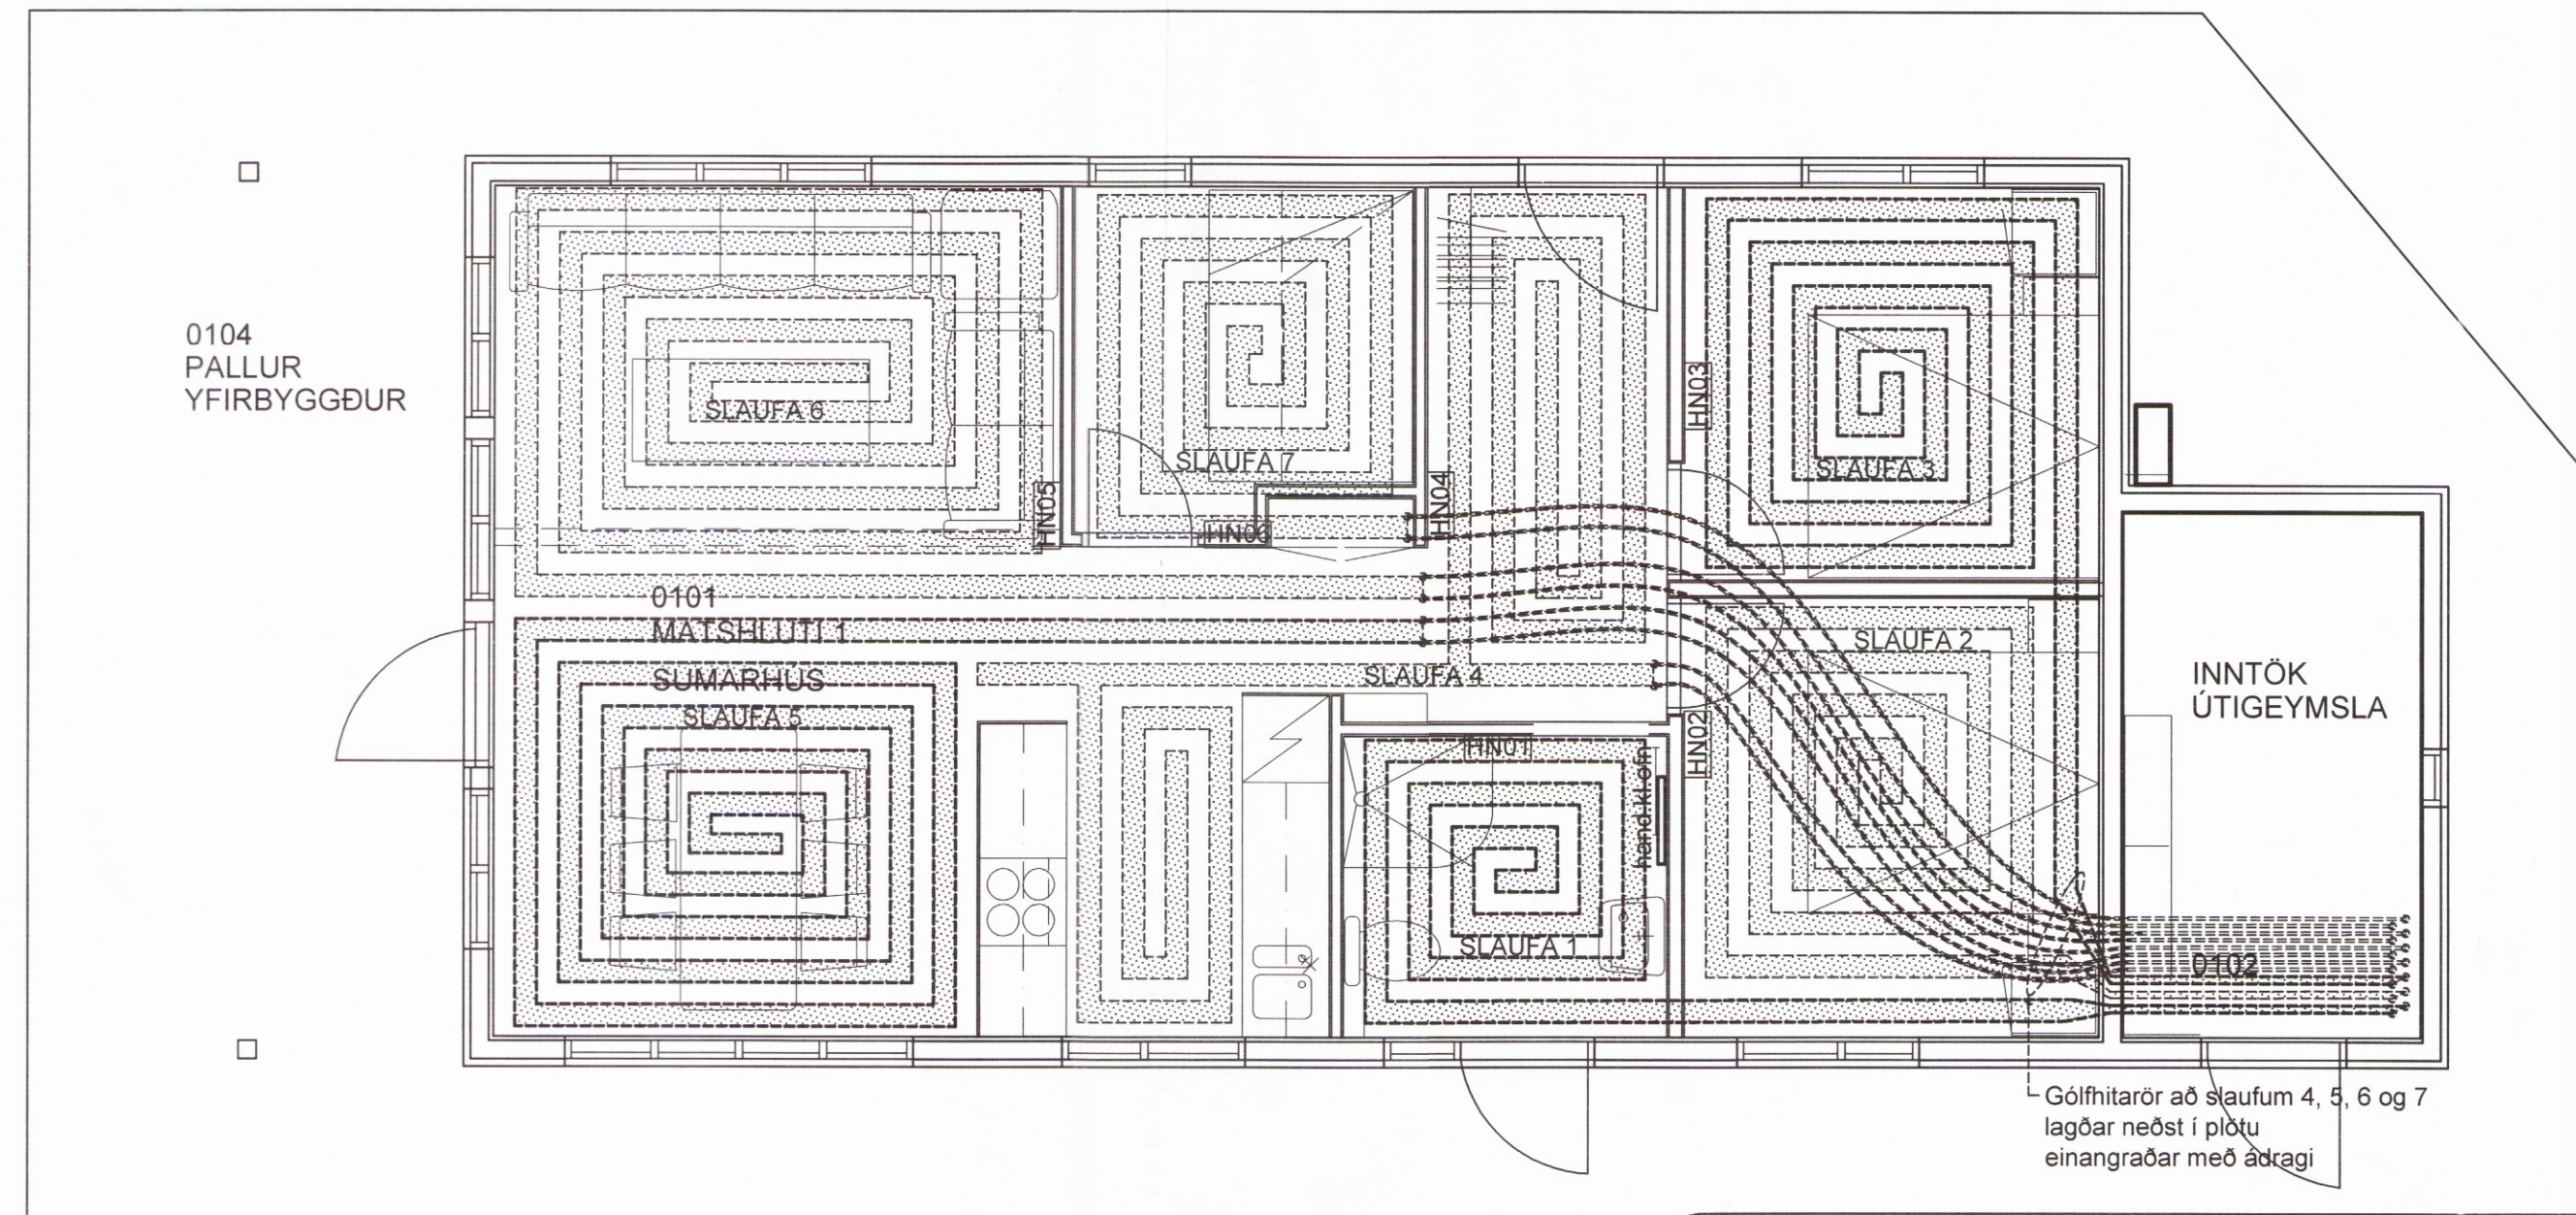 0104
PALLUR
YFIRBYGGÐUR
SLAUFA 6
HN05
SLAUFA 7
HN06
HN04
HN03
SLAUFA 3
0101
MATSHLUTI 1
SUMARHÚS
SLAUFA 5
SLAUFA 4
SLAUFA 2
HN02
HN01
hand.kl.ofn
SLAUFA 1
INNTÖK
ÚTIGEYMSLA
0102
Gólfhitarör að slaufum 4, 5, 6 og 7
lagðar neðst í plötu
einangraðar með ádragi